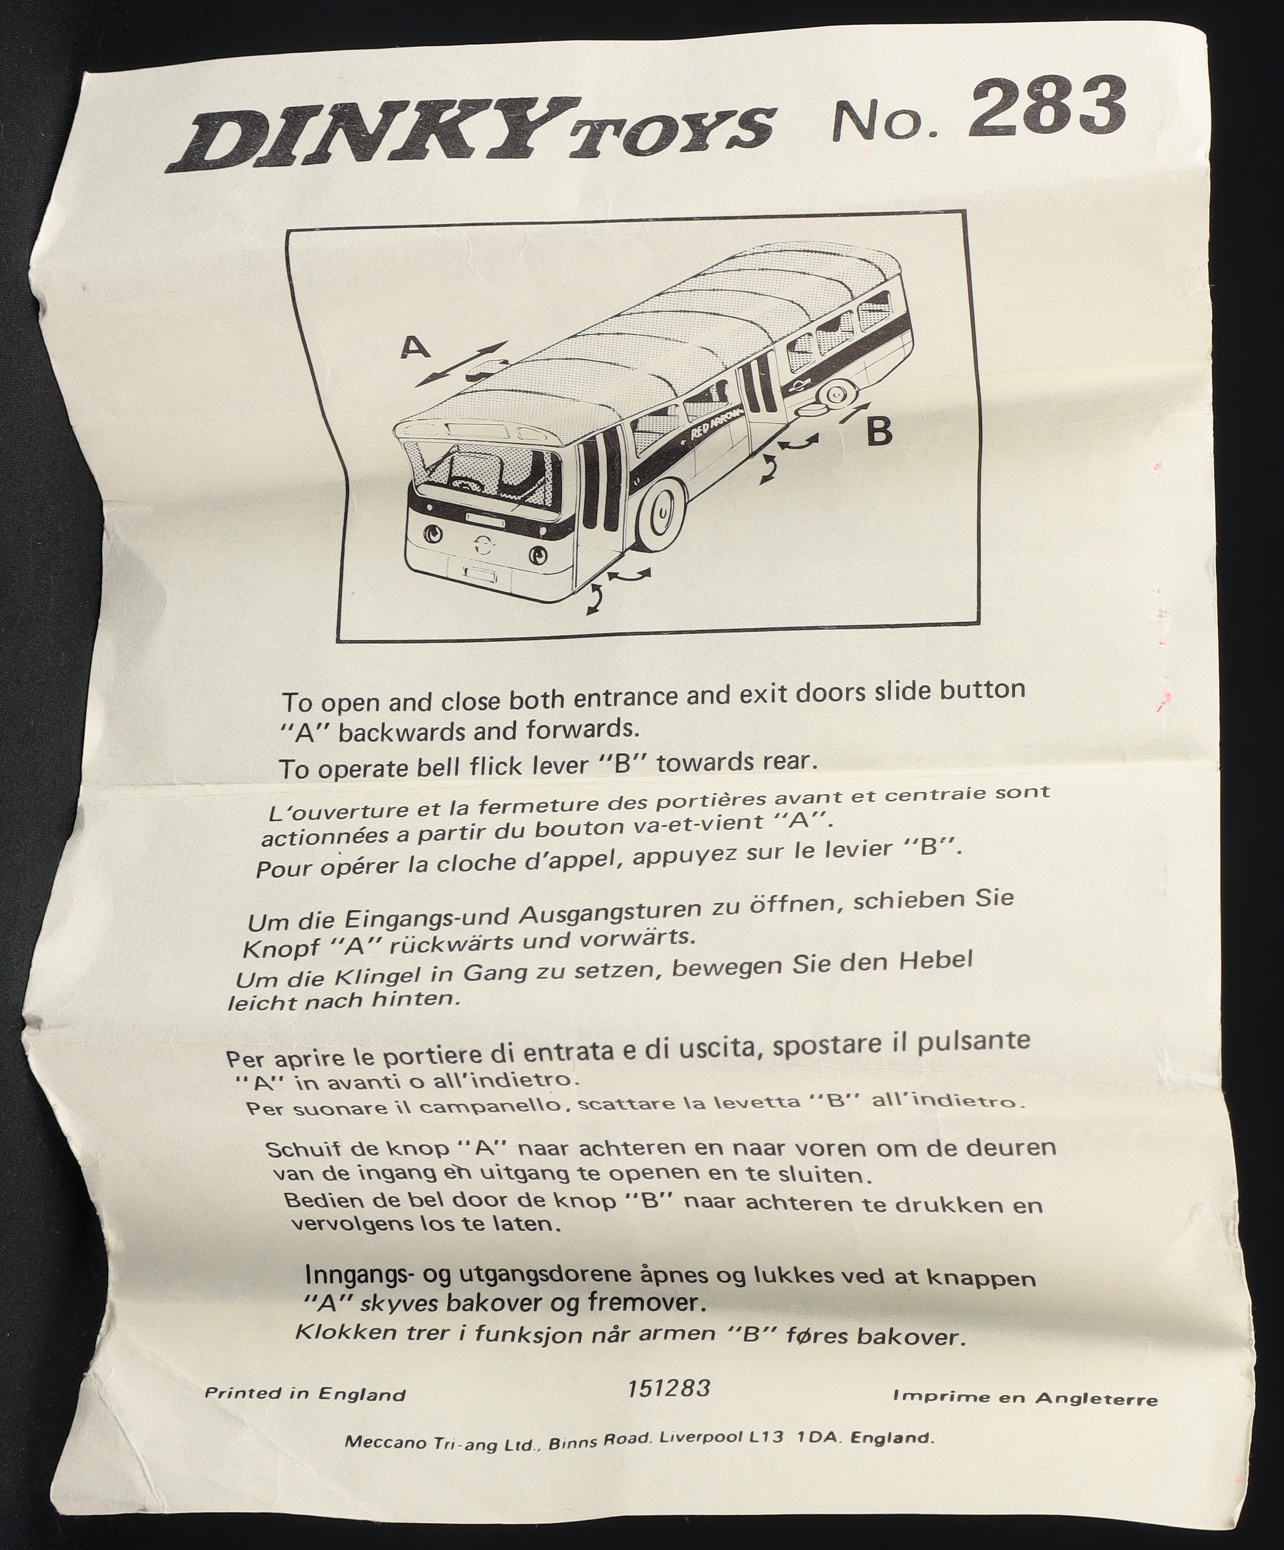 DINKY TOYS No. 283
A
RED ARROW
B
To open and close both entrance and exit doors slide button
"A" backwards and forwards.
To operate bell flick lever "B" towards rear.
L'ouverture et la fermeture des portières avant et centrale sont
actionnées a partir du bouton va-et-vient "A".
Pour opérer la cloche d'appel, appuyez sur le levier "B".
Um die Eingangs-und Ausgangsturen zu öffnen, schieben Sie
Knopf "A" rückwärts und vorwärts.
Um die Klingel in Gang zu setzen, bewegen Sie den Hebel
leicht nach hinten.
Per aprire le portiere di entrata e di uscita, spostare il pulsante
"A" in avanti o all'indietro.
Per suonare il campanello, scattare la levetta "B" all'indietro.
Schuif de knop "A" naar achteren en naar voren om de deuren
van de ingang en uitgang te openen en te sluiten.
Bedien de bel door de knop "B" naar achteren te drukken en
vervolgens los te laten.
Inngangs- og utgangsdorene åpnes og lukkes ved at knappen
"A" skyves bakover og fremover.
Klokken trer i funksjon når armen "B" føres bakover.
Printed in England 151283 Imprime en Angleterre
Meccano Tri-ang Ltd., Binns Road. Liverpool L13 1DA. England.